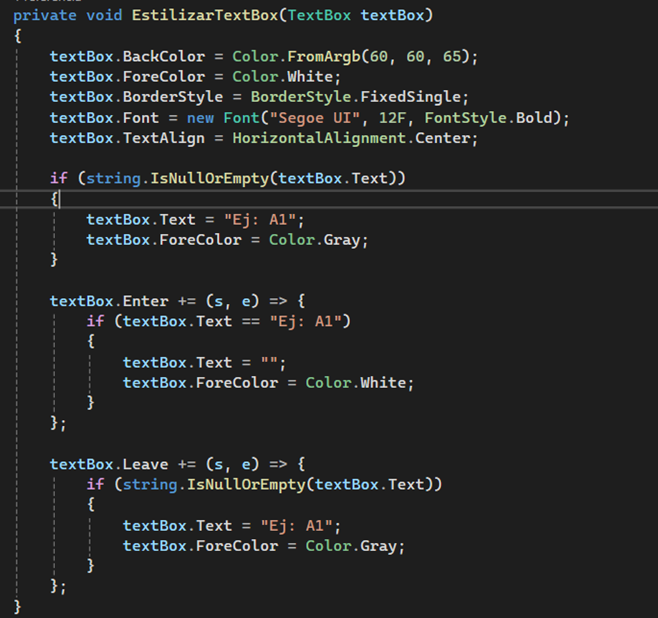 private void EstilizarTextBox(TextBox textBox)
{
    textBox.BackColor = Color.FromArgb(60, 60, 65);
    textBox.ForeColor = Color.White;
    textBox.BorderStyle = BorderStyle.FixedSingle;
    textBox.Font = new Font("Segoe UI", 12F, FontStyle.Bold);
    textBox.TextAlign = HorizontalAlignment.Center;

    if (string.IsNullOrEmpty(textBox.Text))
    {
        textBox.Text = "Ej: A1";
        textBox.ForeColor = Color.Gray;
    }

    textBox.Enter += (s, e) => {
        if (textBox.Text == "Ej: A1")
        {
            textBox.Text = "";
            textBox.ForeColor = Color.White;
        }
    };

    textBox.Leave += (s, e) => {
        if (string.IsNullOrEmpty(textBox.Text))
        {
            textBox.Text = "Ej: A1";
            textBox.ForeColor = Color.Gray;
        }
    };
}